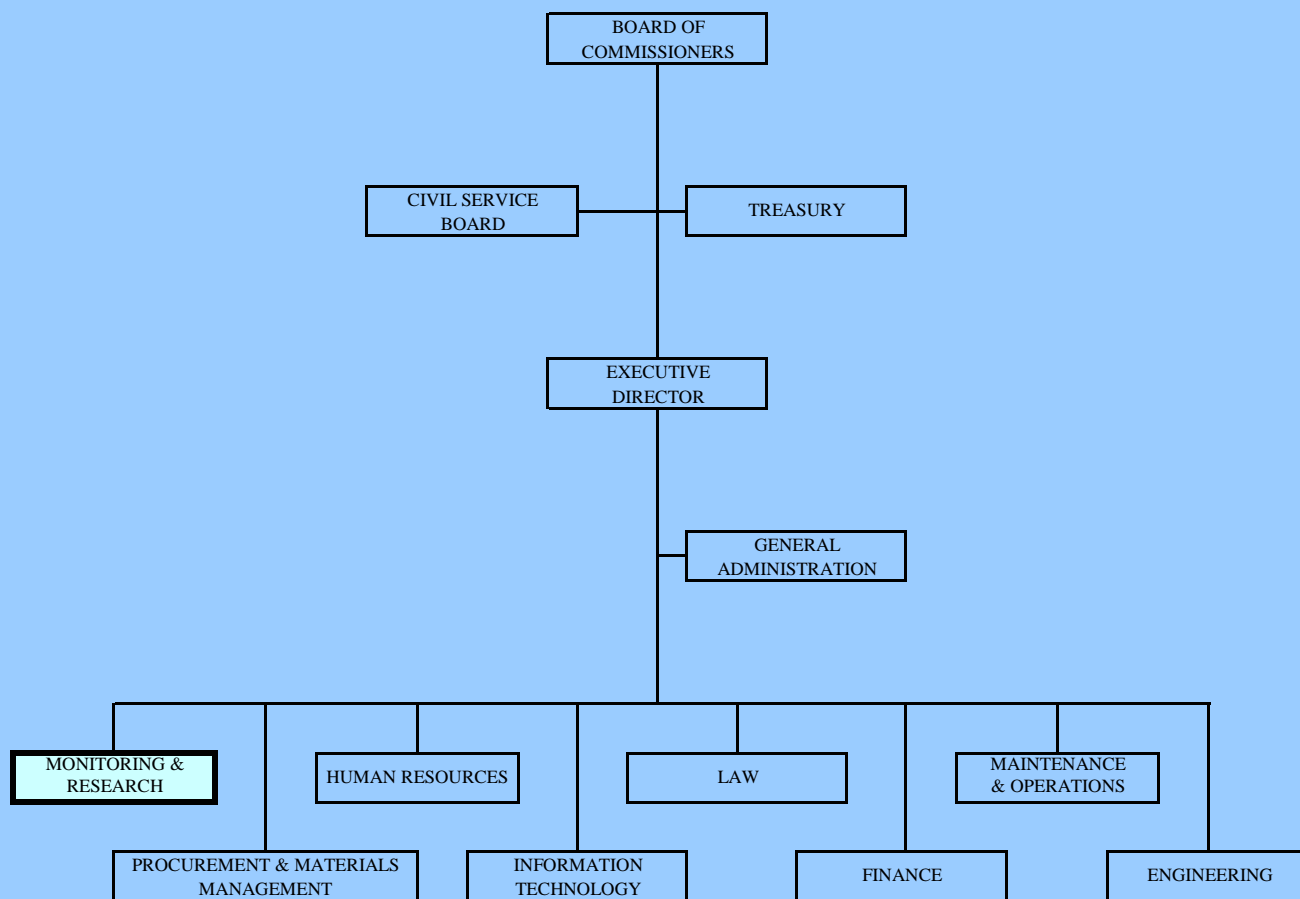 BOARD OF
COMMISSIONERS
CIVIL SERVICE
BOARD
TREASURY
EXECUTIVE
DIRECTOR
GENERAL
ADMINISTRATION
MONITORING &
RESEARCH
HUMAN RESOURCES
LAW
MAINTENANCE
& OPERATIONS
PROCUREMENT & MATERIALS
MANAGEMENT
INFORMATION
TECHNOLOGY
FINANCE
ENGINEERING